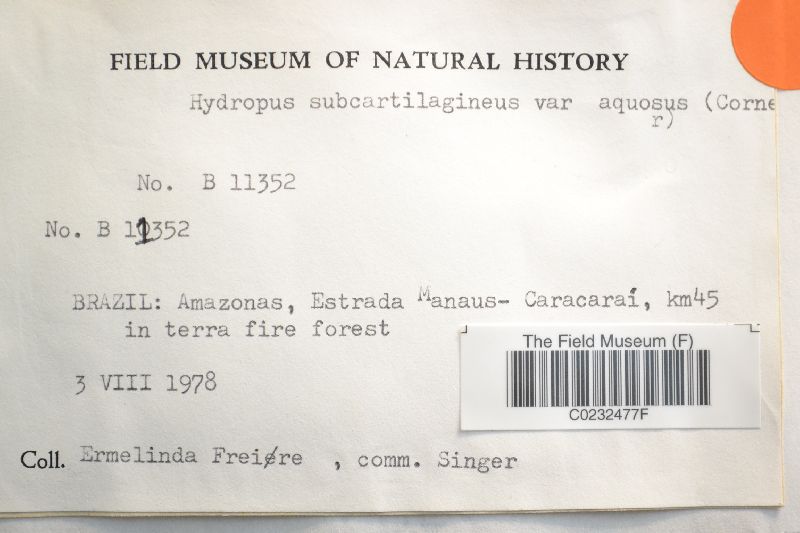 FIELD MUSEUM OF NATURAL HISTORY
Hydropus subcartilagineus var aquosus (Corne
r)
No. B 11352
No. B 11352
BRAZIL: Amazonas, Estrada Manaus- Caracaraí, km45
in terra fire forest
The Field Museum (F)
C0232477F
3 VIII 1978
Coll. Ermelinda Freire , comm. Singer